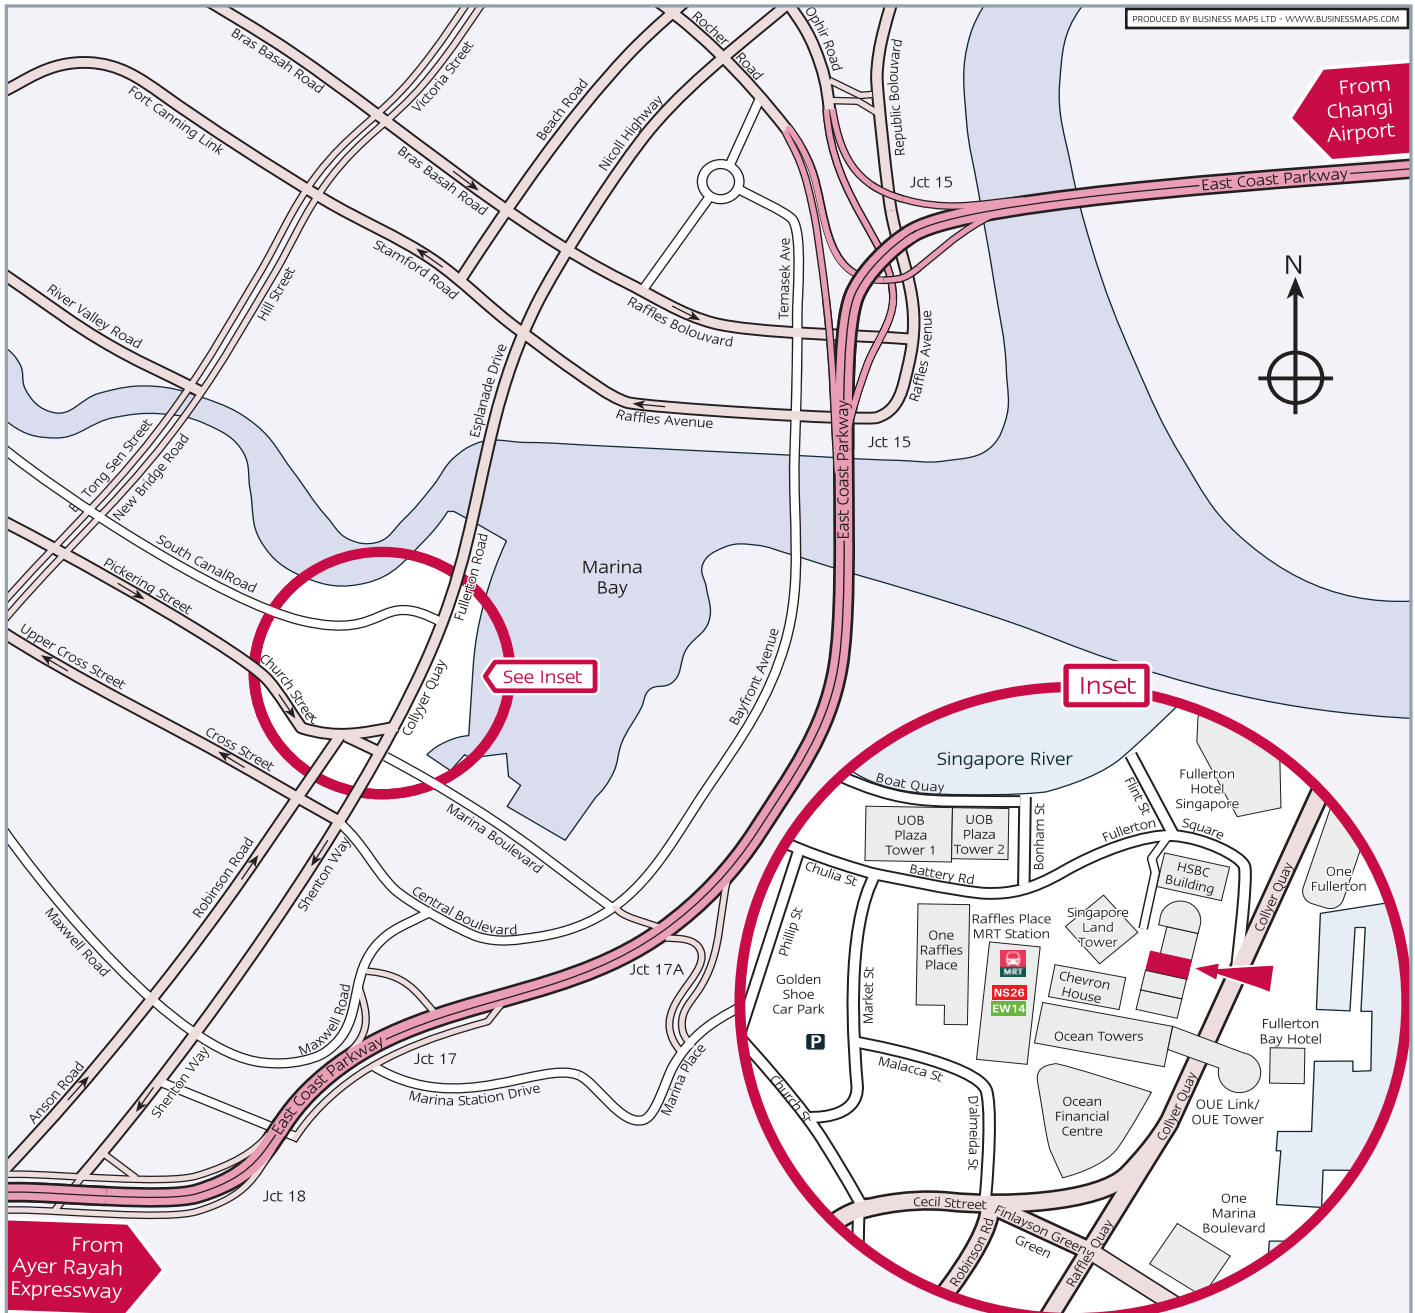 PRODUCED BY BUSINESS MAPS LTD - WWW.BUSINESSMAPS.COM
From
Changi
Airport
Bras Basah Road
Victoria Street
Fort Canning Link
Beach Road
Nicoll Highway
Rocher Road
Ophir Road
Republic Bolouvard
Bras Basah Road
Jct 15
East Coast Parkway
N
Stamford Road
Hill Street
River Valley Road
Temasek Ave
Raffles Bolouvard
Raffles Avenue
Esplanade Drive
Raffles Avenue
Jct 15
Tong Sen Street
New Bridge Road
East Coast Parkway
South CanalRoad
Pickering Street
Fullerton Road
Marina
Bay
Upper Cross Street
Church Street
Collyyer Quay
See Inset
Bayfront Avenue
Cross Street
Marina Boulevard
Robinson Road
Shenton Way
Central Boulevard
Maxwell Road
Maxwell Road
Jct 17A
Jct 17
East Coast Parkway
Marina Station Drive
Marina Place
Anson Road
Shenton Way
Jct 18
From
Ayer Rayah
Expressway
Inset
Singapore River
Boat Quay
Flint St
Fullerton
Hotel
Singapore
UOB
Plaza
Tower 1
UOB
Plaza
Tower 2
Bonham St
Fullerton
Square
Chulia St
Battery Rd
HSBC
Building
Collyer Quay
One
Fullerton
Phillip St
One
Raffles
Place
Raffles Place
MRT Station
MRT
NS26
EW14
Singapore
Land
Tower
Golden
Shoe
Car Park
P
Market St
Chevron
House
Ocean Towers
Fullerton
Bay Hotel
Malacca St
Church St
D'almeida St
Ocean
Financial
Centre
Collyer Quay
OUE Link/
OUE Tower
Cecil Sttreet
Finlayson Greens
Green
Robinson Rd
Raffles Quay
One
Marina
Boulevard